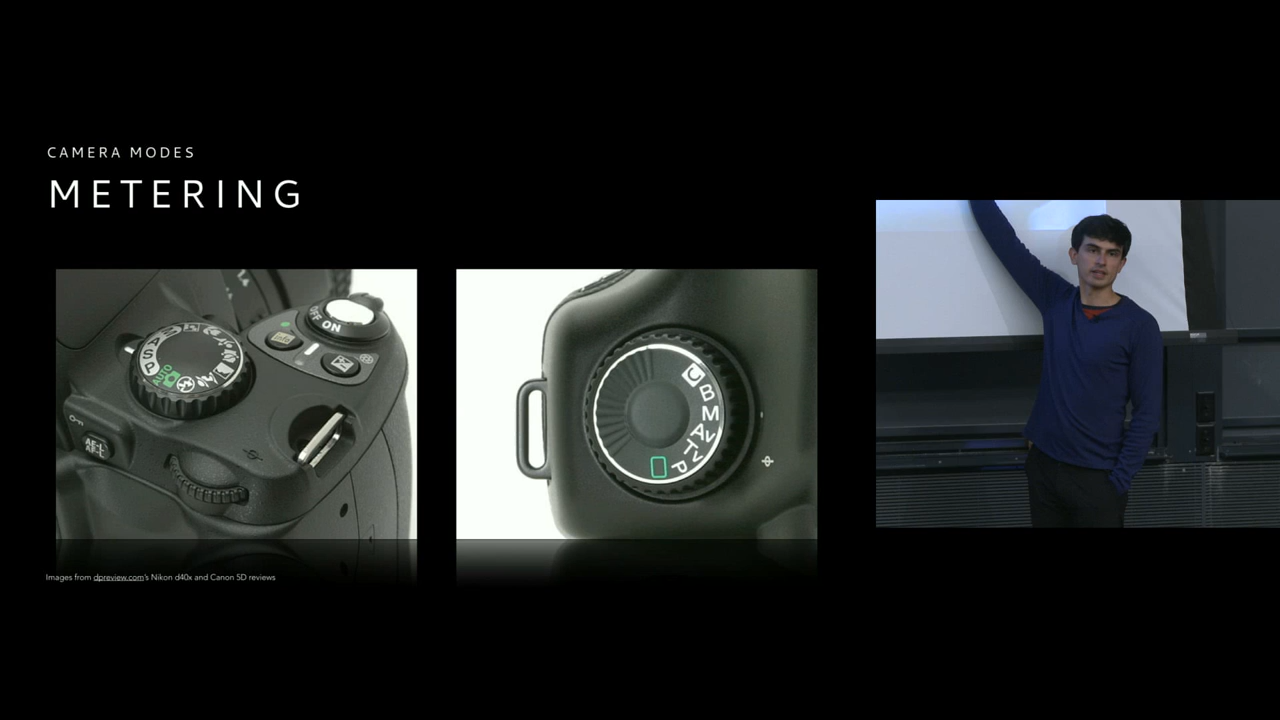 CAMERA MODES
METERING
OFF ON
M
A
S
P
AUTO
AE-L
AF-L
C
B
M
Av
Tv
P
Images from dpreview.com's Nikon d40x and Canon 5D reviews